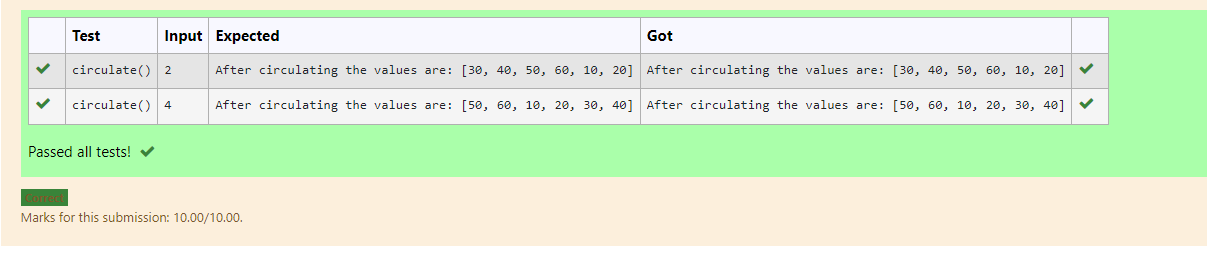 Test Input Expected Got
circulate() 2 After circulating the values are: [30, 40, 50, 60, 10, 20] After circulating the values are: [30, 40, 50, 60, 10, 20]
circulate() 4 After circulating the values are: [50, 60, 10, 20, 30, 40] After circulating the values are: [50, 60, 10, 20, 30, 40]
Passed all tests!
Correct
Marks for this submission: 10.00/10.00.